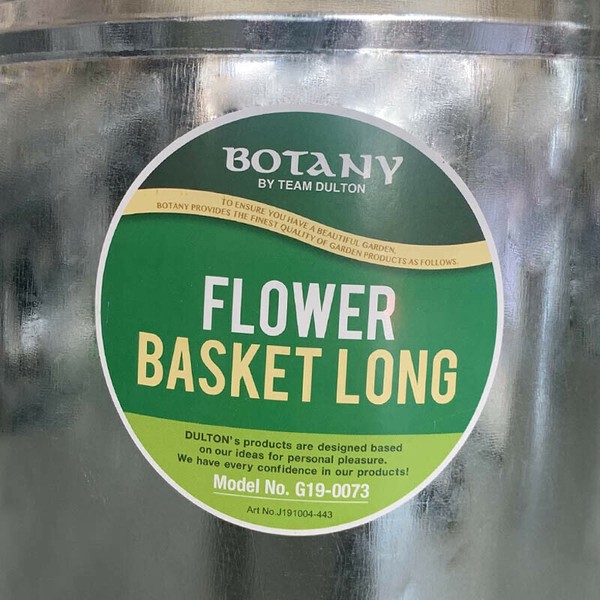 BOTANY
BY TEAM DULTON
TO ENSURE YOU HAVE A BEAUTIFUL GARDEN,
BOTANY PROVIDES THE FINEST QUALITY OF GARDEN PRODUCTS AS FOLLOWS.
FLOWER
BASKET LONG
DULTON's products are designed based
on our ideas for personal pleasure.
We have every confidence in our products!
Model No. G19-0073
Art No.J191004-443